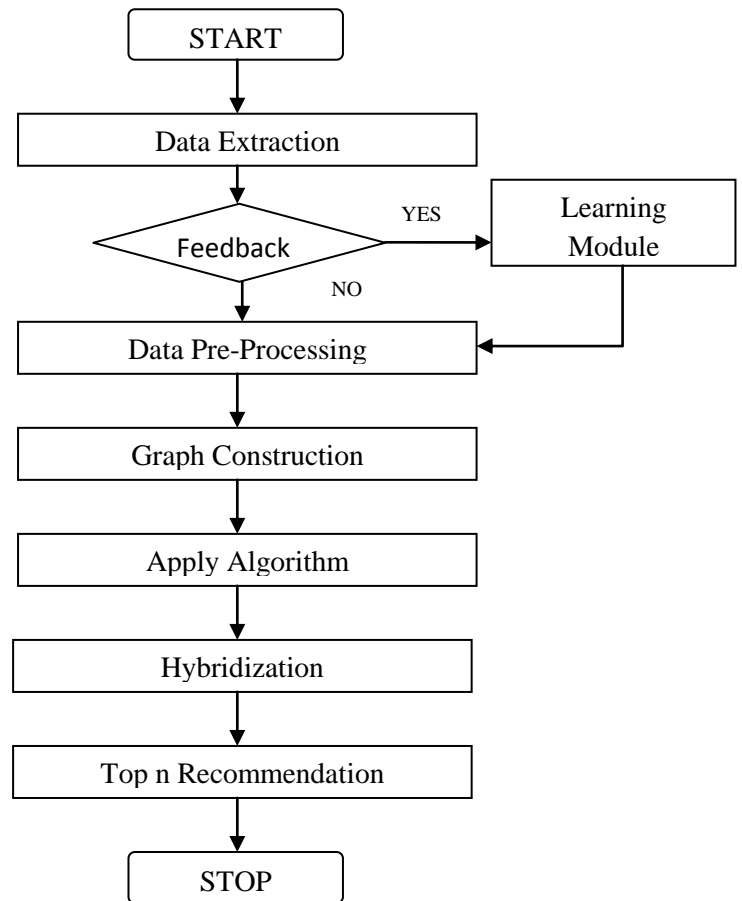 START
Data Extraction
Feedback
YES
Learning
Module
NO
Data Pre-Processing
Graph Construction
Apply Algorithm
Hybridization
Top n Recommendation
STOP